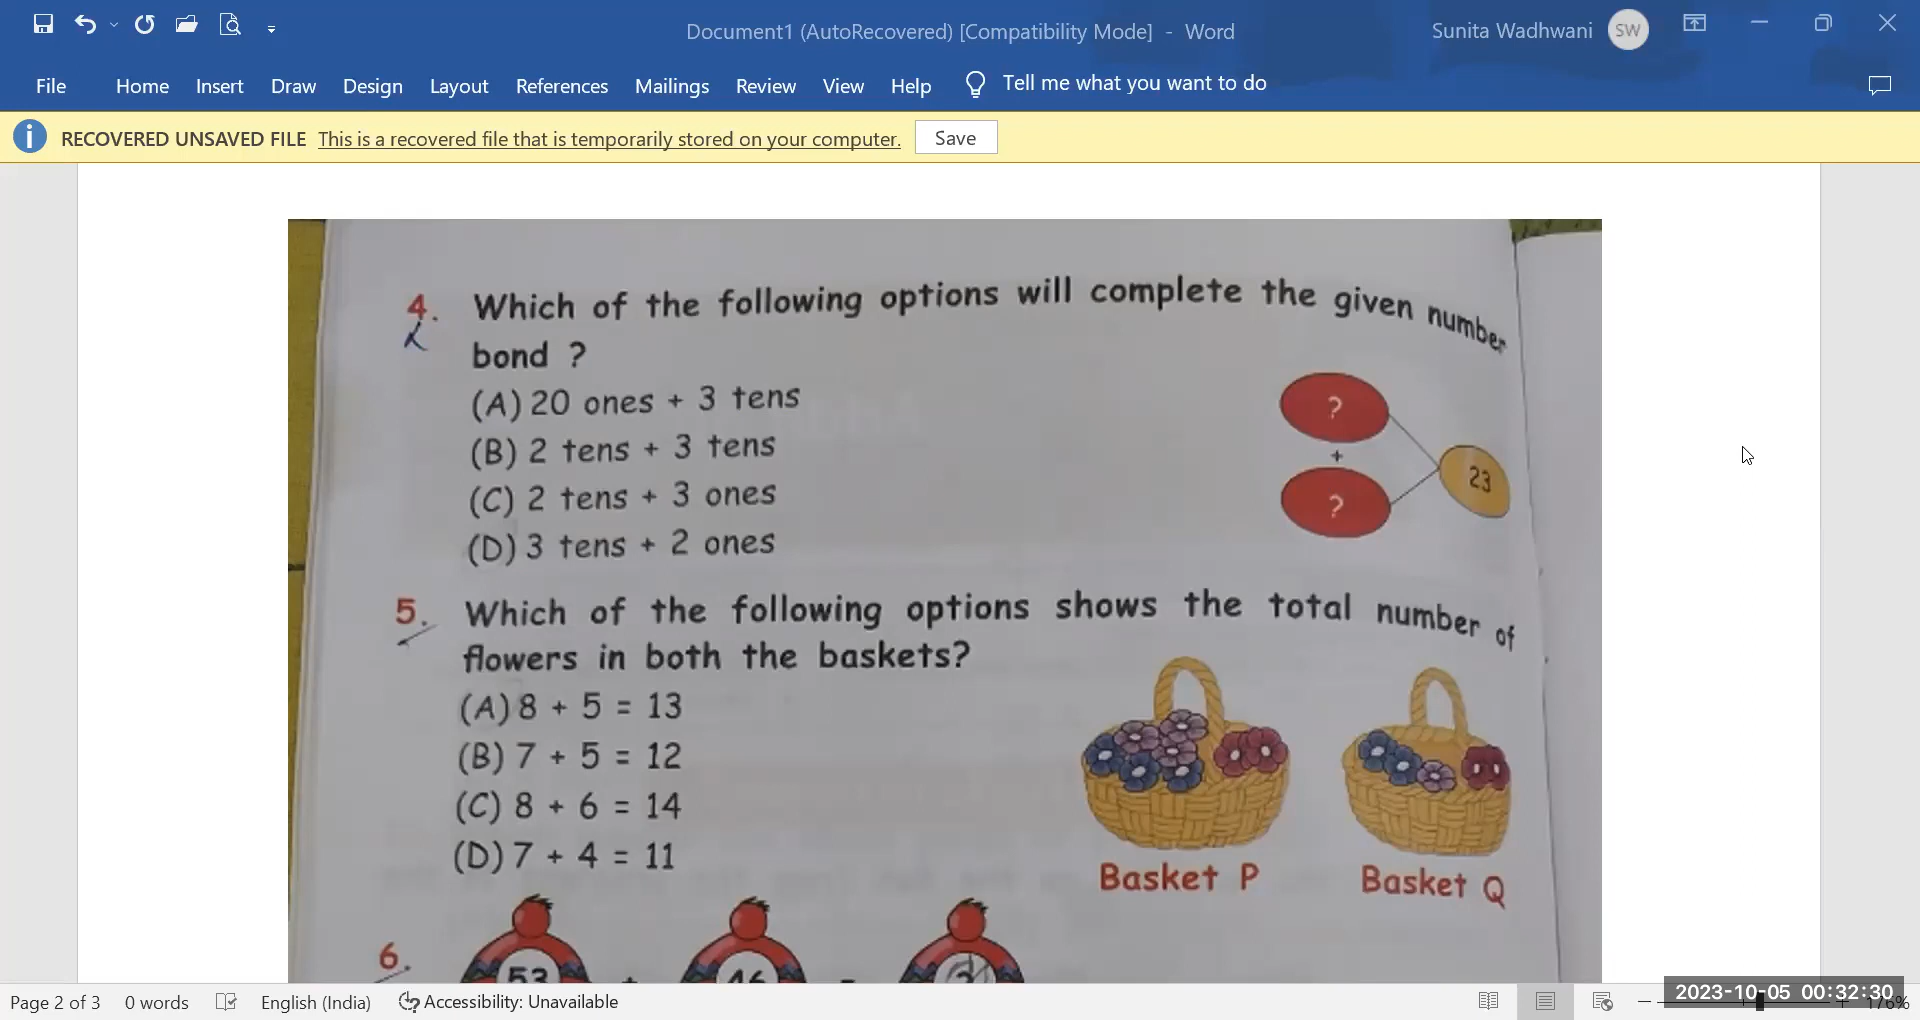 Document1 (AutoRecovered) [Compatibility Mode] - Word
Sunita Wadhwani
SW
File Home Insert Draw Design Layout References Mailings Review View Help Tell me what you want to do
RECOVERED UNSAVED FILE This is a recovered file that is temporarily stored on your computer. Save
4. Which of the following options will complete the given number
bond ?
(A) 20 ones + 3 tens
(B) 2 tens + 3 tens
(C) 2 tens + 3 ones
(D) 3 tens + 2 ones
?
+
?
23
5. Which of the following options shows the total number of
flowers in both the baskets?
(A) 8 + 5 = 13
(B) 7 + 5 = 12
(C) 8 + 6 = 14
(D) 7 + 4 = 11
Basket P
Basket Q
6.
53 + 46 =
Page 2 of 3 0 words English (India) Accessibility: Unavailable
2023-10-05 00:32:30
176%